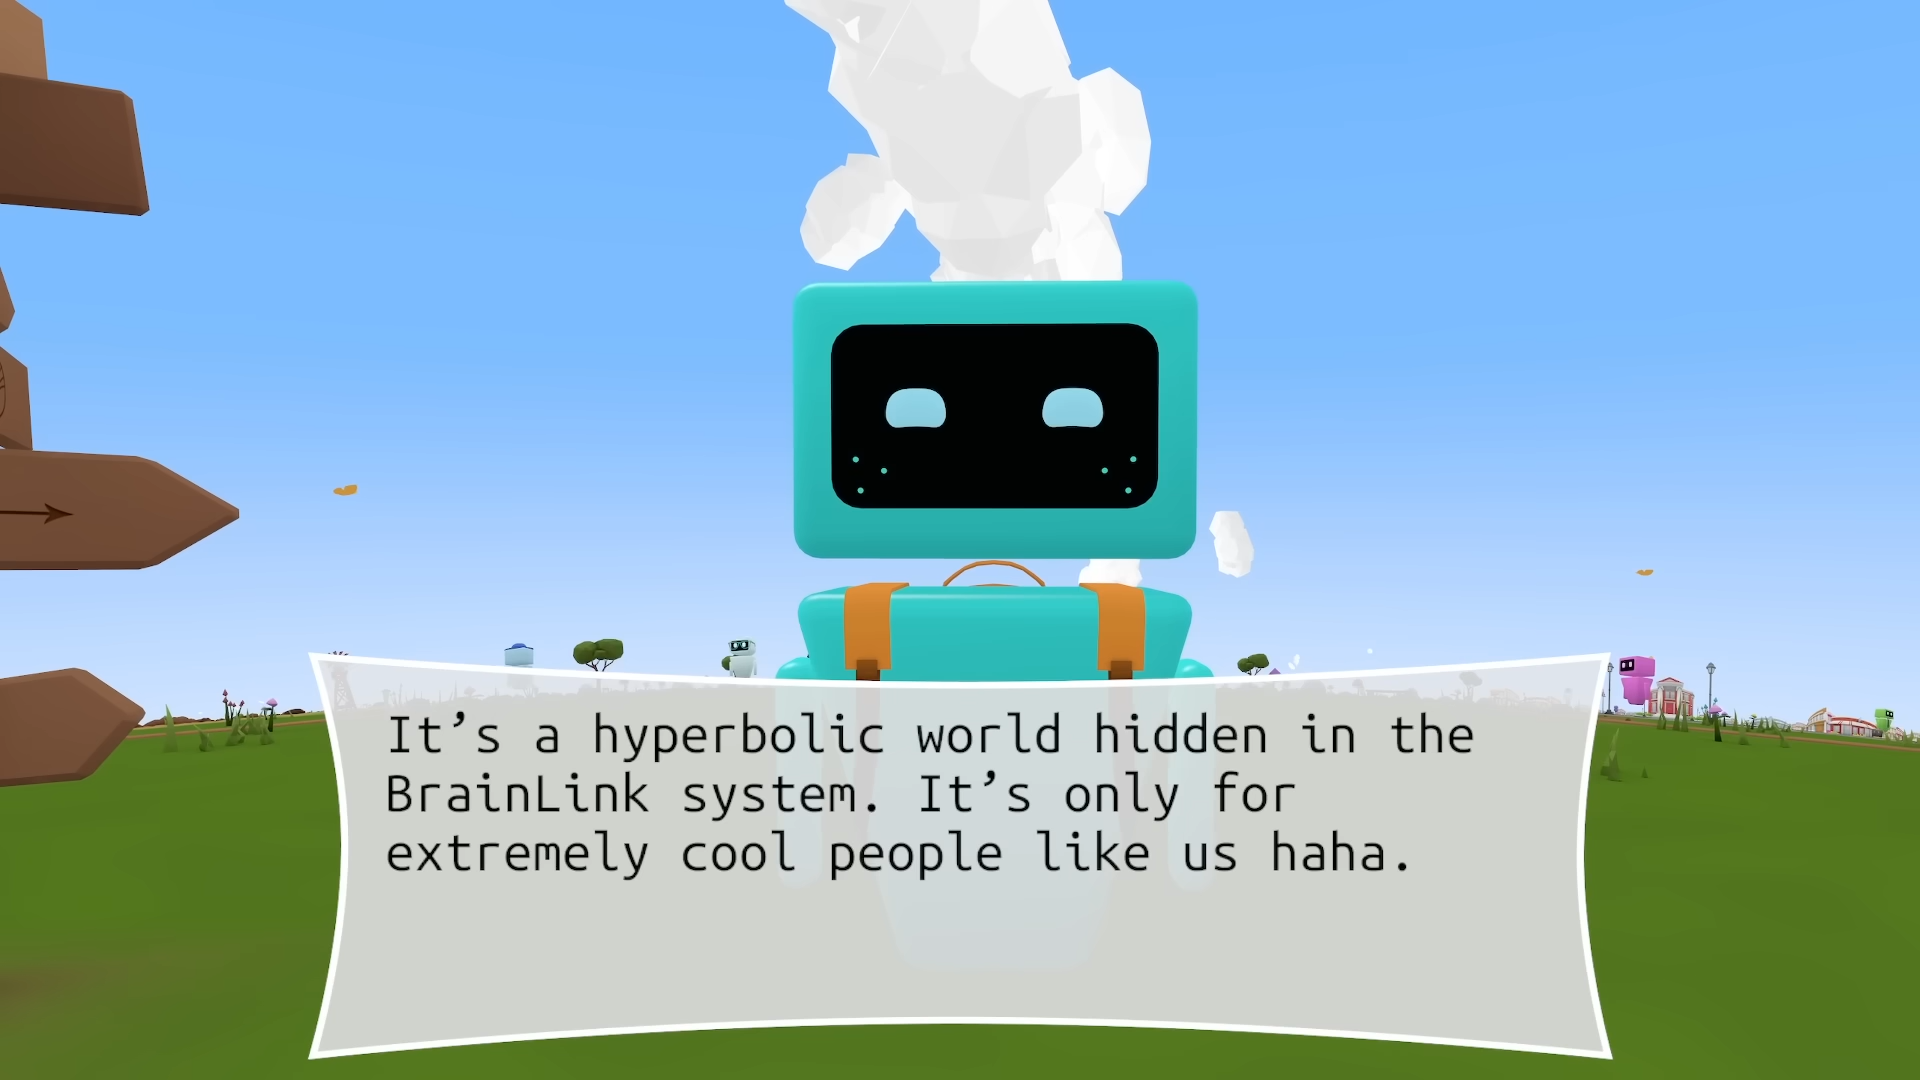 It’s a hyperbolic world hidden in the
BrainLink system. It’s only for
extremely cool people like us haha.